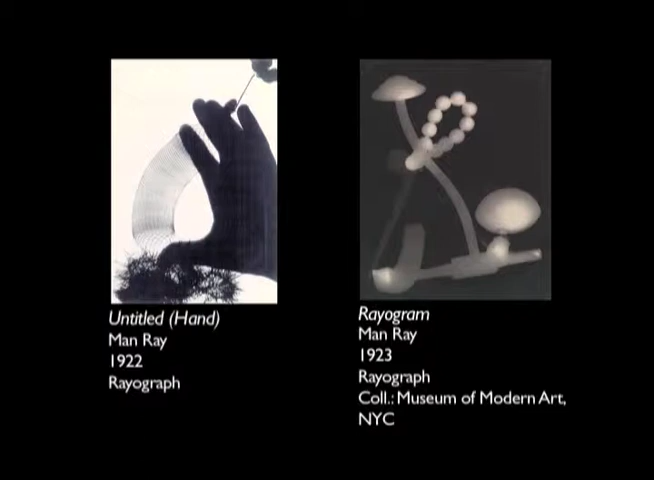 Untitled (Hand)
Man Ray
1922
Rayograph
Rayogram
Man Ray
1923
Rayograph
Coll.: Museum of Modern Art,
NYC